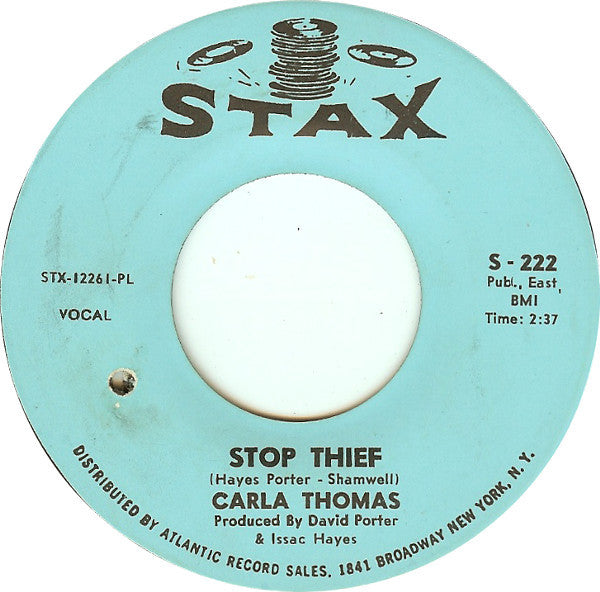 STAX
STX-12261-PL
VOCAL
S - 222
Publ., East,
BMI
Time: 2:37
STOP THIEF
(Hayes Porter - Shamwell)
CARLA THOMAS
Produced By David Porter
& Issac Hayes
DISTRIBUTED BY ATLANTIC RECORD SALES. 1841 BROADWAY NEW YORK, N. Y.